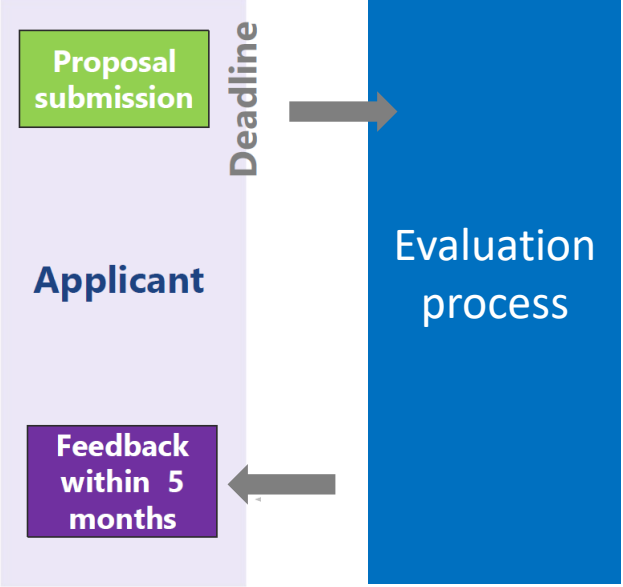 Proposal
submission
Deadline
Applicant
Evaluation
process
Feedback
within 5
months